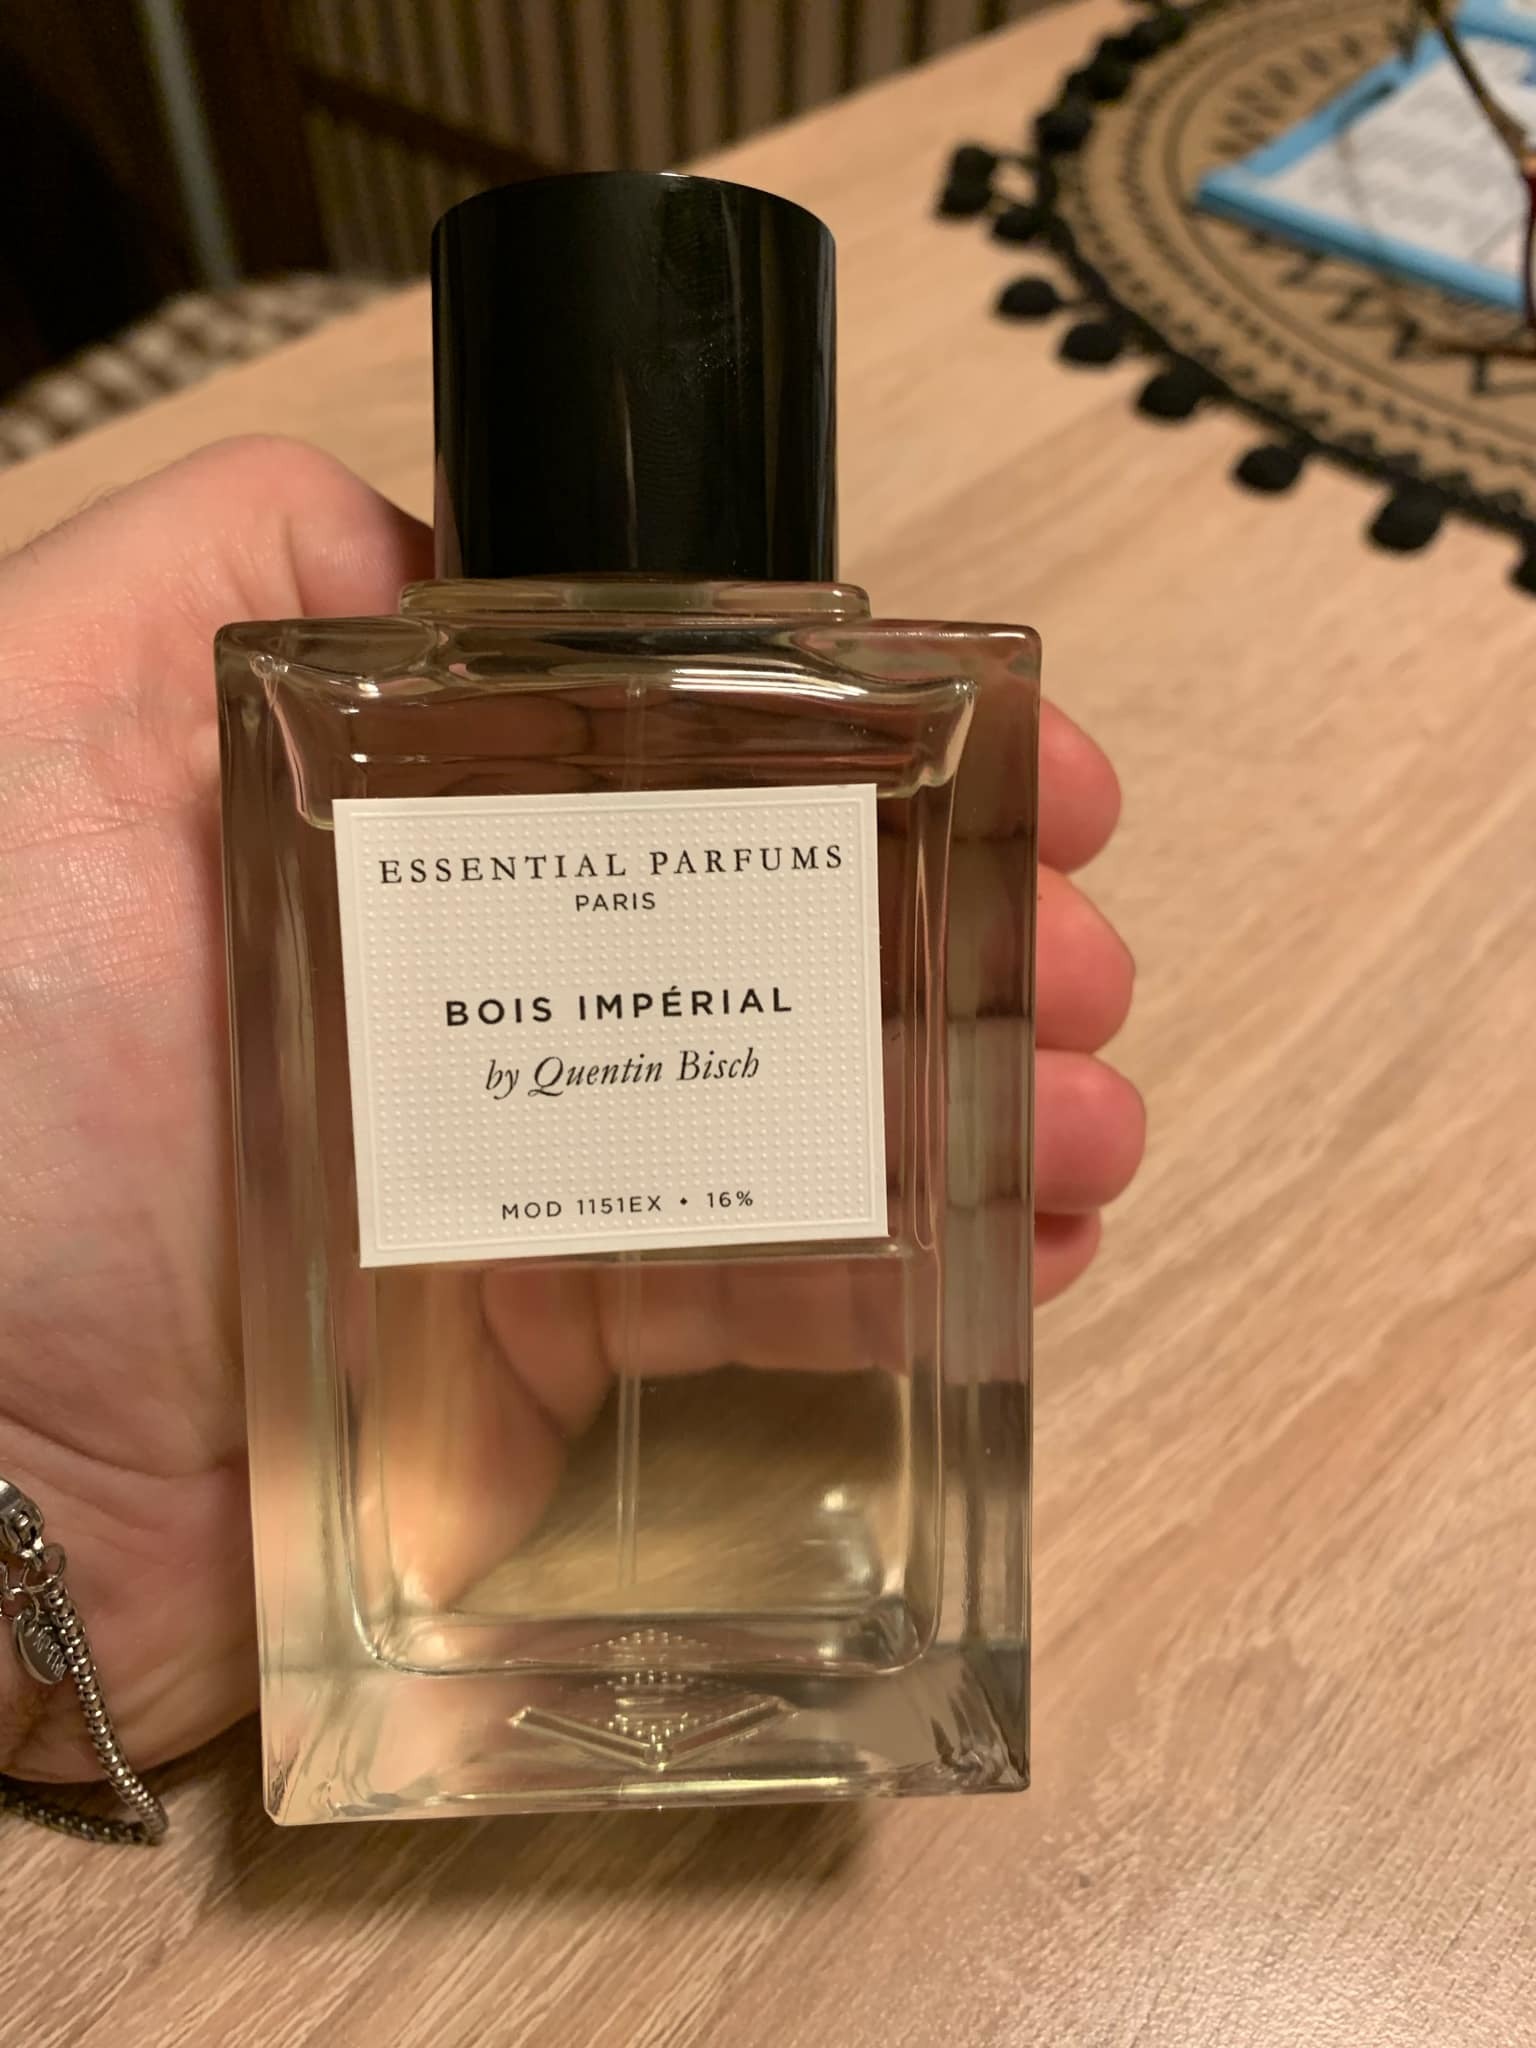 ESSENTIAL PARFUMS
PARIS
BOIS IMPÉRIAL
by Quentin Bisch
MOD 1151EX • 16%